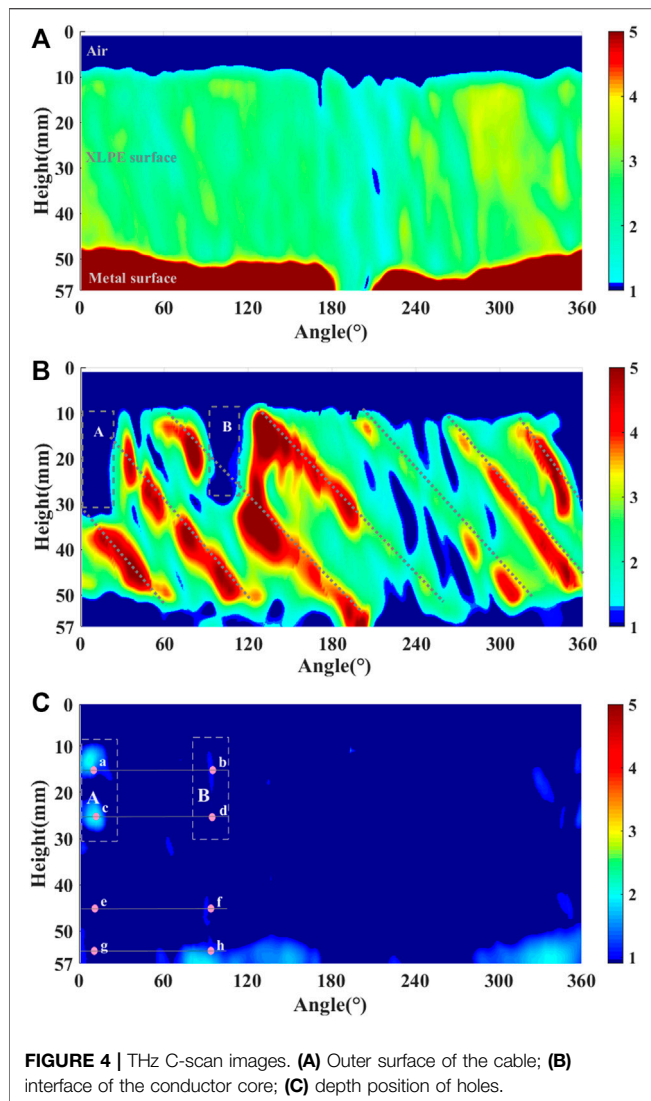 A
0
10
20
30
40
50
57
Height(mm)
Air
XLPE surface
Metal surface
0
60
120
180
240
300
360
Angle(°)
5
4
3
2
1
B
0
10
20
30
40
50
57
Height(mm)
A
B
0
60
120
180
240
300
360
Angle(°)
5
4
3
2
1
C
0
10
20
30
40
50
57
Height(mm)
a
b
A
B
c
d
e
f
g
h
0
60
120
180
240
300
360
Angle(°)
5
4
3
2
1
FIGURE 4 | THz C-scan images. (A) Outer surface of the cable; (B)
interface of the conductor core; (C) depth position of holes.